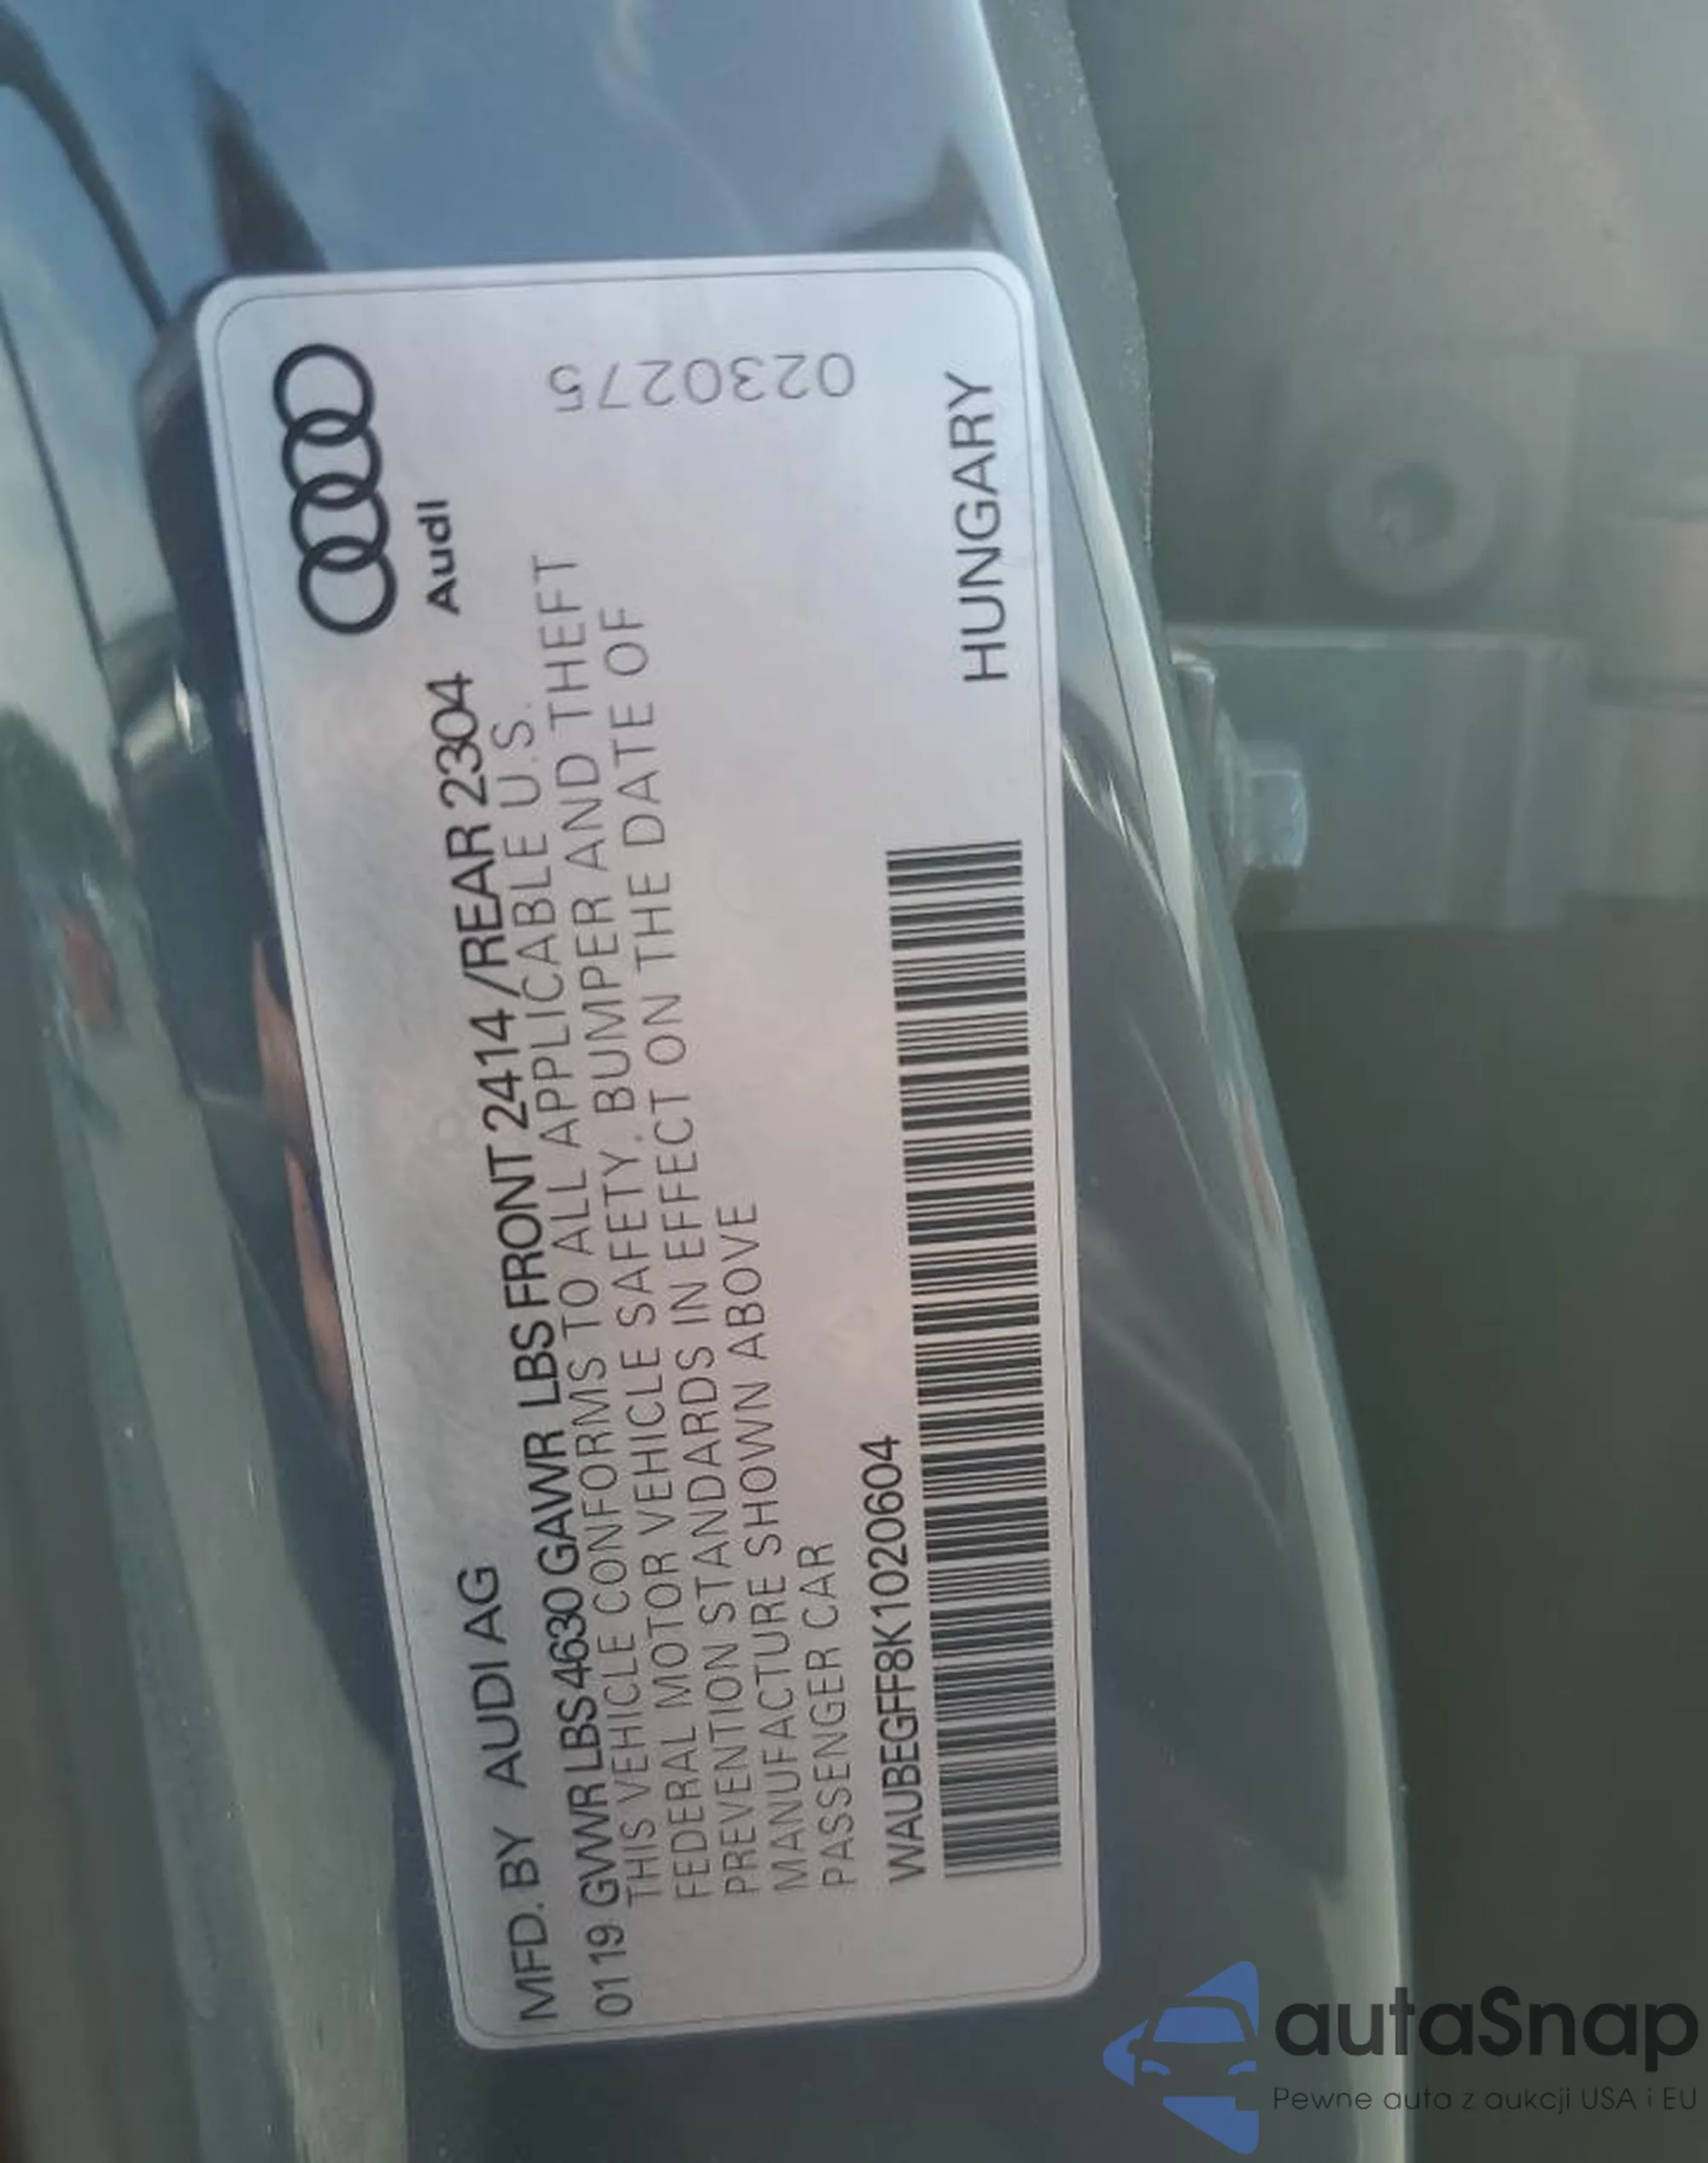 Audi
MFD. BY AUDI AG
0119 GVWR LBS 4630 GAWR LBS FRONT 2414 /REAR 2304
THIS VEHICLE CONFORMS TO ALL APPLICABLE U.S.
FEDERAL MOTOR VEHICLE SAFETY, BUMPER AND THEFT
PREVENTION STANDARDS IN EFFECT ON THE DATE OF
MANUFACTURE SHOWN ABOVE
PASSENGER CAR
0230275
WAUBEGFF8K1020604
HUNGARY
autaSnap
Pewne auta z aukcji USA i EU